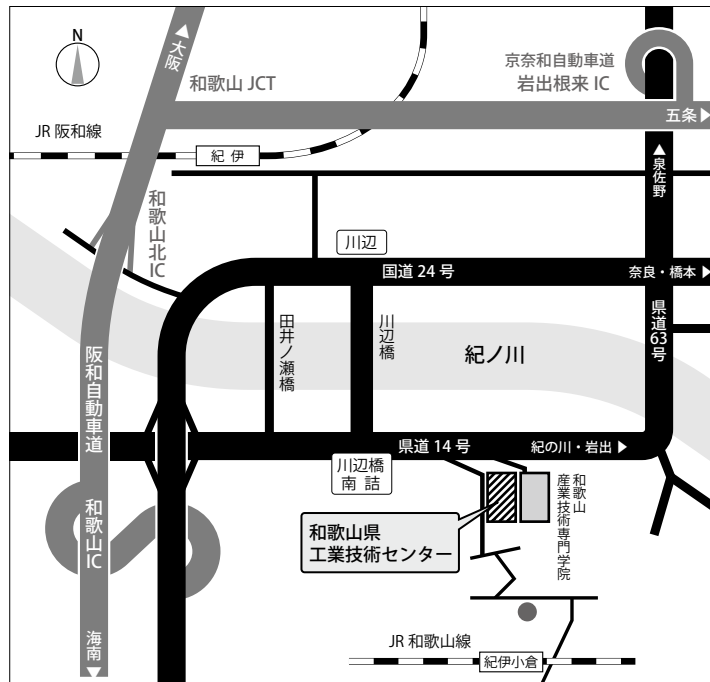 N
▲大阪
和歌山 JCT
京奈和自動車道
岩出根来 IC
五条 ▶
JR 阪和線
紀 伊
▲泉佐野
和歌山北IC
川辺
国道 24 号
奈良・橋本 ▶
県道63号
田井ノ瀬橋
川辺橋
紀ノ川
阪和自動車道
県道 14 号
紀の川・岩出 ▶
川辺橋
南 詰
和歌山
産業技術専門学院
和歌山県
工業技術センター
和歌山IC
海南▼
JR 和歌山線
紀伊小倉